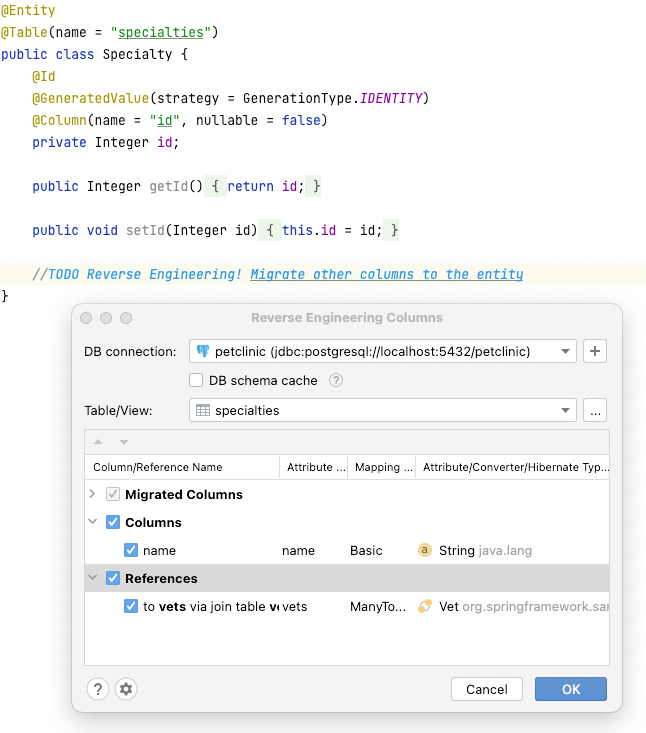 @Entity
@Table(name = "specialties")
public class Specialty {
@Id
@GeneratedValue(strategy = GenerationType.IDENTITY)
@Column(name = "id", nullable = false)
private Integer id;
public Integer getId() { return id; }
public void setId(Integer id) { this.id = id; }
//TODO Reverse Engineering! Migrate other columns to the entity
}
Reverse Engineering Columns
DB connection: petclinic (jdbc:postgresql://localhost:5432/petclinic) +
DB schema cache ?
Table/View: specialties ...
Column/Reference Name Attribute ... Mapping ... Attribute/Converter/Hibernate Typ...
Migrated Columns
Columns
name name Basic a String java.lang
References
to vets via join table vets ManyTo... Vet org.springframework.sar
? Cancel OK